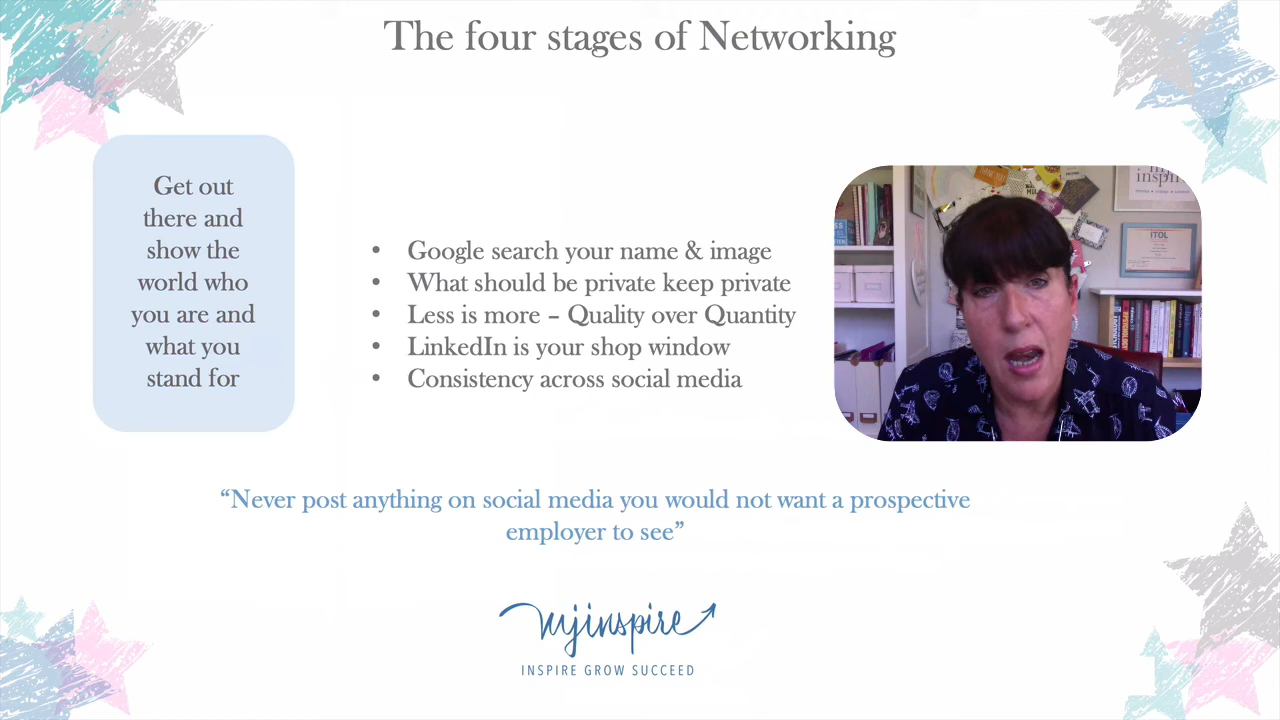 The four stages of Networking
Get out
there and
show the
world who
you are and
what you
stand for
• Google search your name & image
• What should be private keep private
• Less is more – Quality over Quantity
• LinkedIn is your shop window
• Consistency across social media
ITOL
“Never post anything on social media you would not want a prospective
employer to see”
mjinspire
INSPIRE GROW SUCCEED